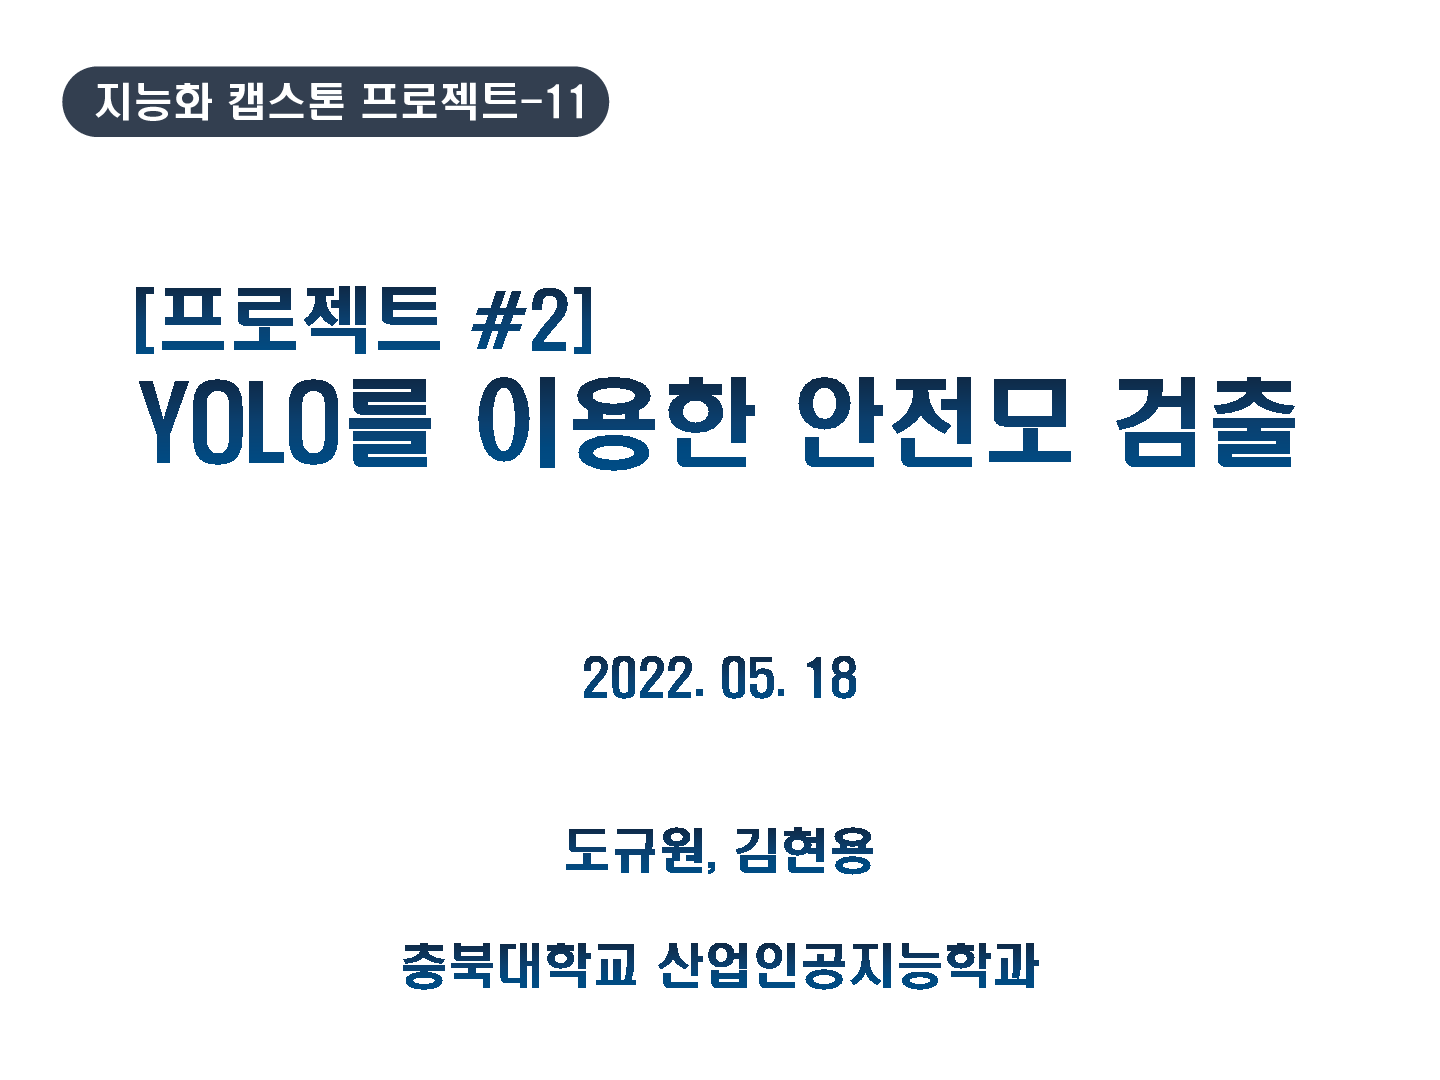 지능화 캡스톤 프로젝트-11
[프로젝트 #2]
YOLO를 이용한 안전모 검출
2022. 05. 18
도규원, 김현용
충북대학교 산업인공지능학과